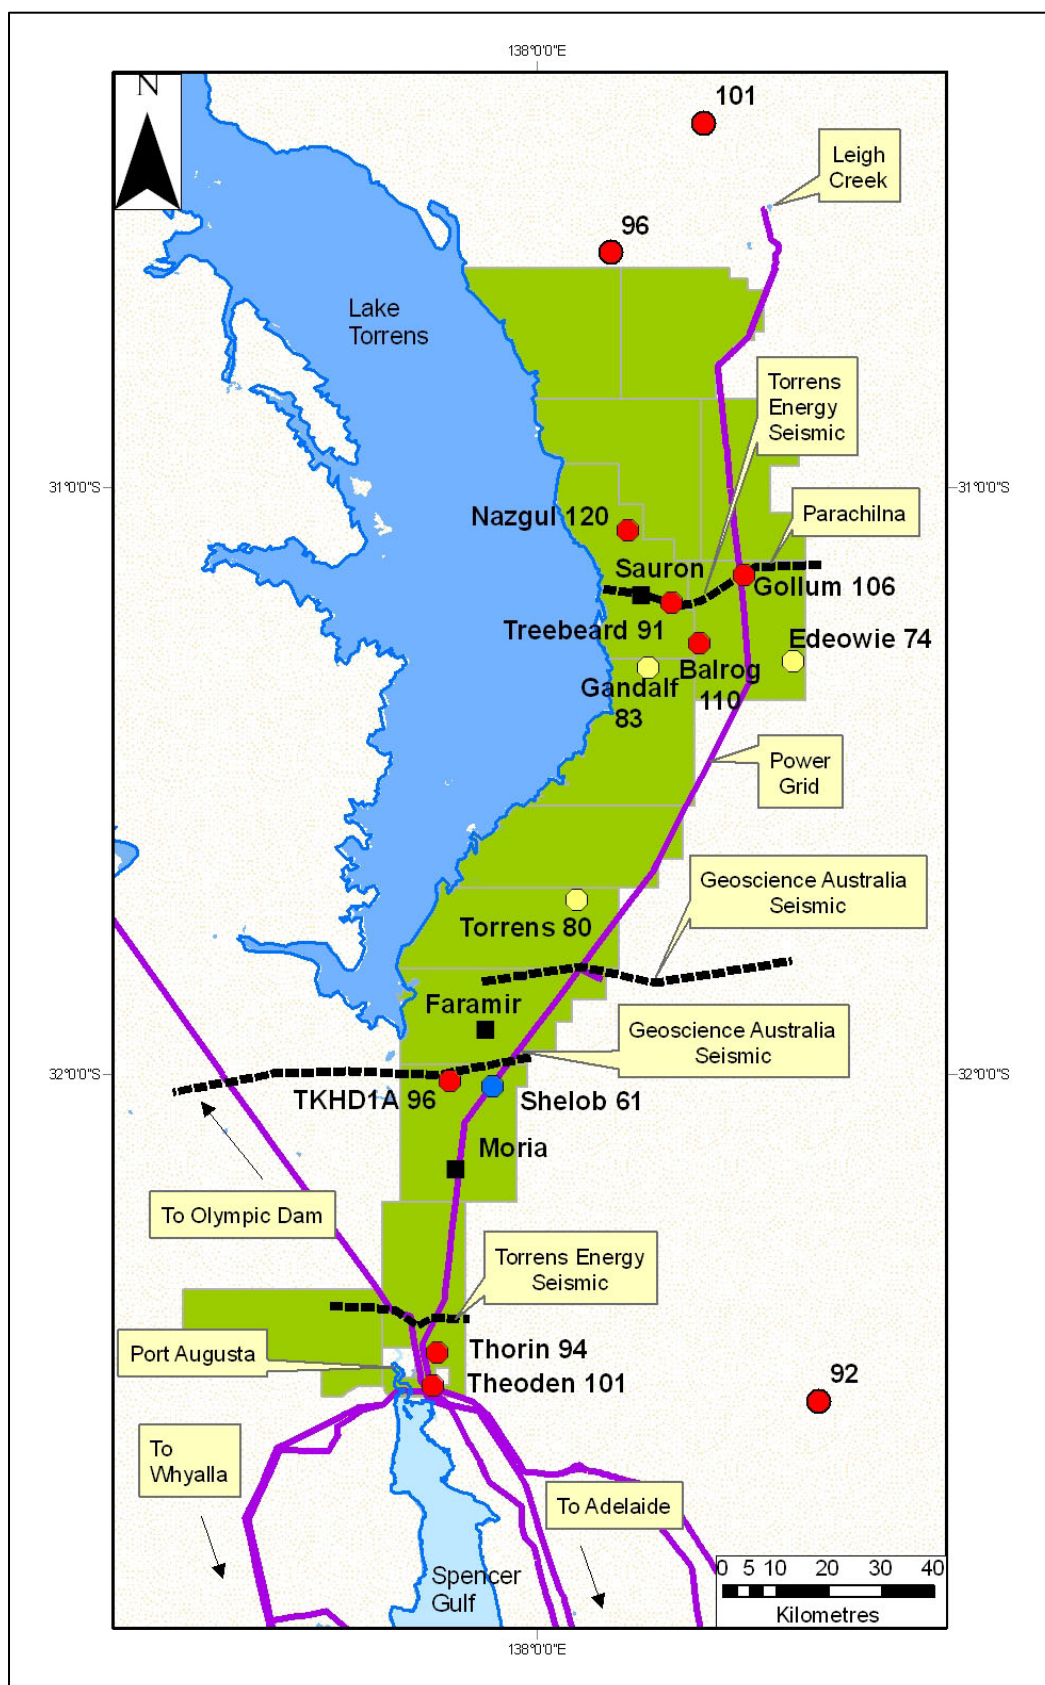 138°0'0"E
N
101
Leigh
Creek
96
Lake
Torrens
Torrens
Energy
Seismic
31°0'0"S
31°0'0"S
Parachilna
Nazgul 120
Sauron
Gollum 106
Treebeard 91
Edeowie 74
Balrog
110
Gandalf
83
Power
Grid
Geoscience Australia
Seismic
Torrens 80
Faramir
Geoscience Australia
Seismic
32°0'0"S
32°0'0"S
TKHD1A 96
Shelob 61
Moria
To Olympic Dam
Torrens Energy
Seismic
Port Augusta
Thorin 94
Theoden 101
92
To
Whyalla
To Adelaide
Spencer
Gulf
0 5 10 20 30 40
Kilometres
138°0'0"E